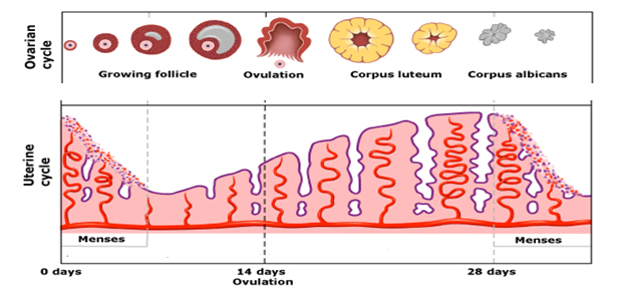 Ovarian
cycle
Growing follicle
Ovulation
Corpus luteum
Corpus albicans
Uterine
cycle
Menses
Menses
0 days
14 days
Ovulation
28 days